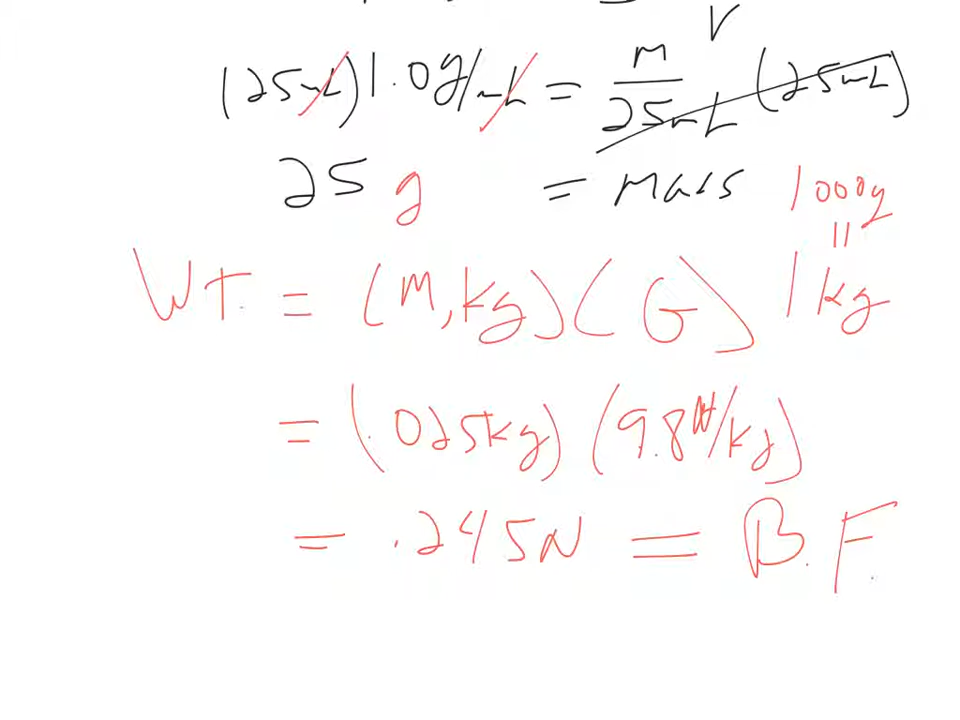 V
(25mL) 1.0g/mL = M/25mL (25mL)
25 g = Mass 1000g
||
WT. = (M, kg)(G) 1kg
= (.025kg)(9.8N/kg)
= .245N = B.F.